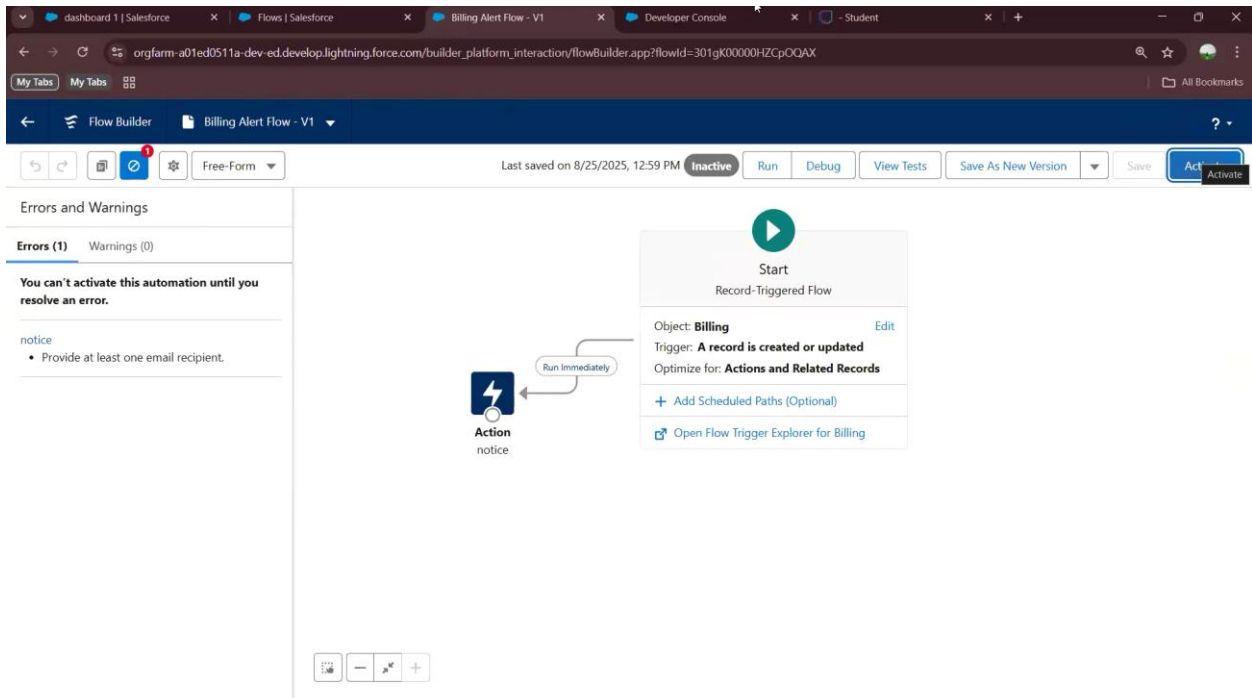 dashboard 1 | Salesforce
Flows | Salesforce
Billing Alert Flow - V1
Developer Console
- Student
orgfarm-a01ed0511a-dev-ed.develop.lightning.force.com/builder_platform_interaction/flowBuilder.app?flowId=301gK00000HZCpOQAX
My Tabs My Tabs All Bookmarks
Flow Builder Billing Alert Flow - V1 ?
1
Free-Form Last saved on 8/25/2025, 12:59 PM Inactive Run Debug View Tests Save As New Version Save
Activate
Errors and Warnings
Errors (1) Warnings (0)
You can't activate this automation until you
resolve an error.
notice
• Provide at least one email recipient.
Start
Record-Triggered Flow
Object: Billing Edit
Trigger: A record is created or updated
Optimize for: Actions and Related Records
+ Add Scheduled Paths (Optional)
Open Flow Trigger Explorer for Billing
Run Immediately
Action
notice